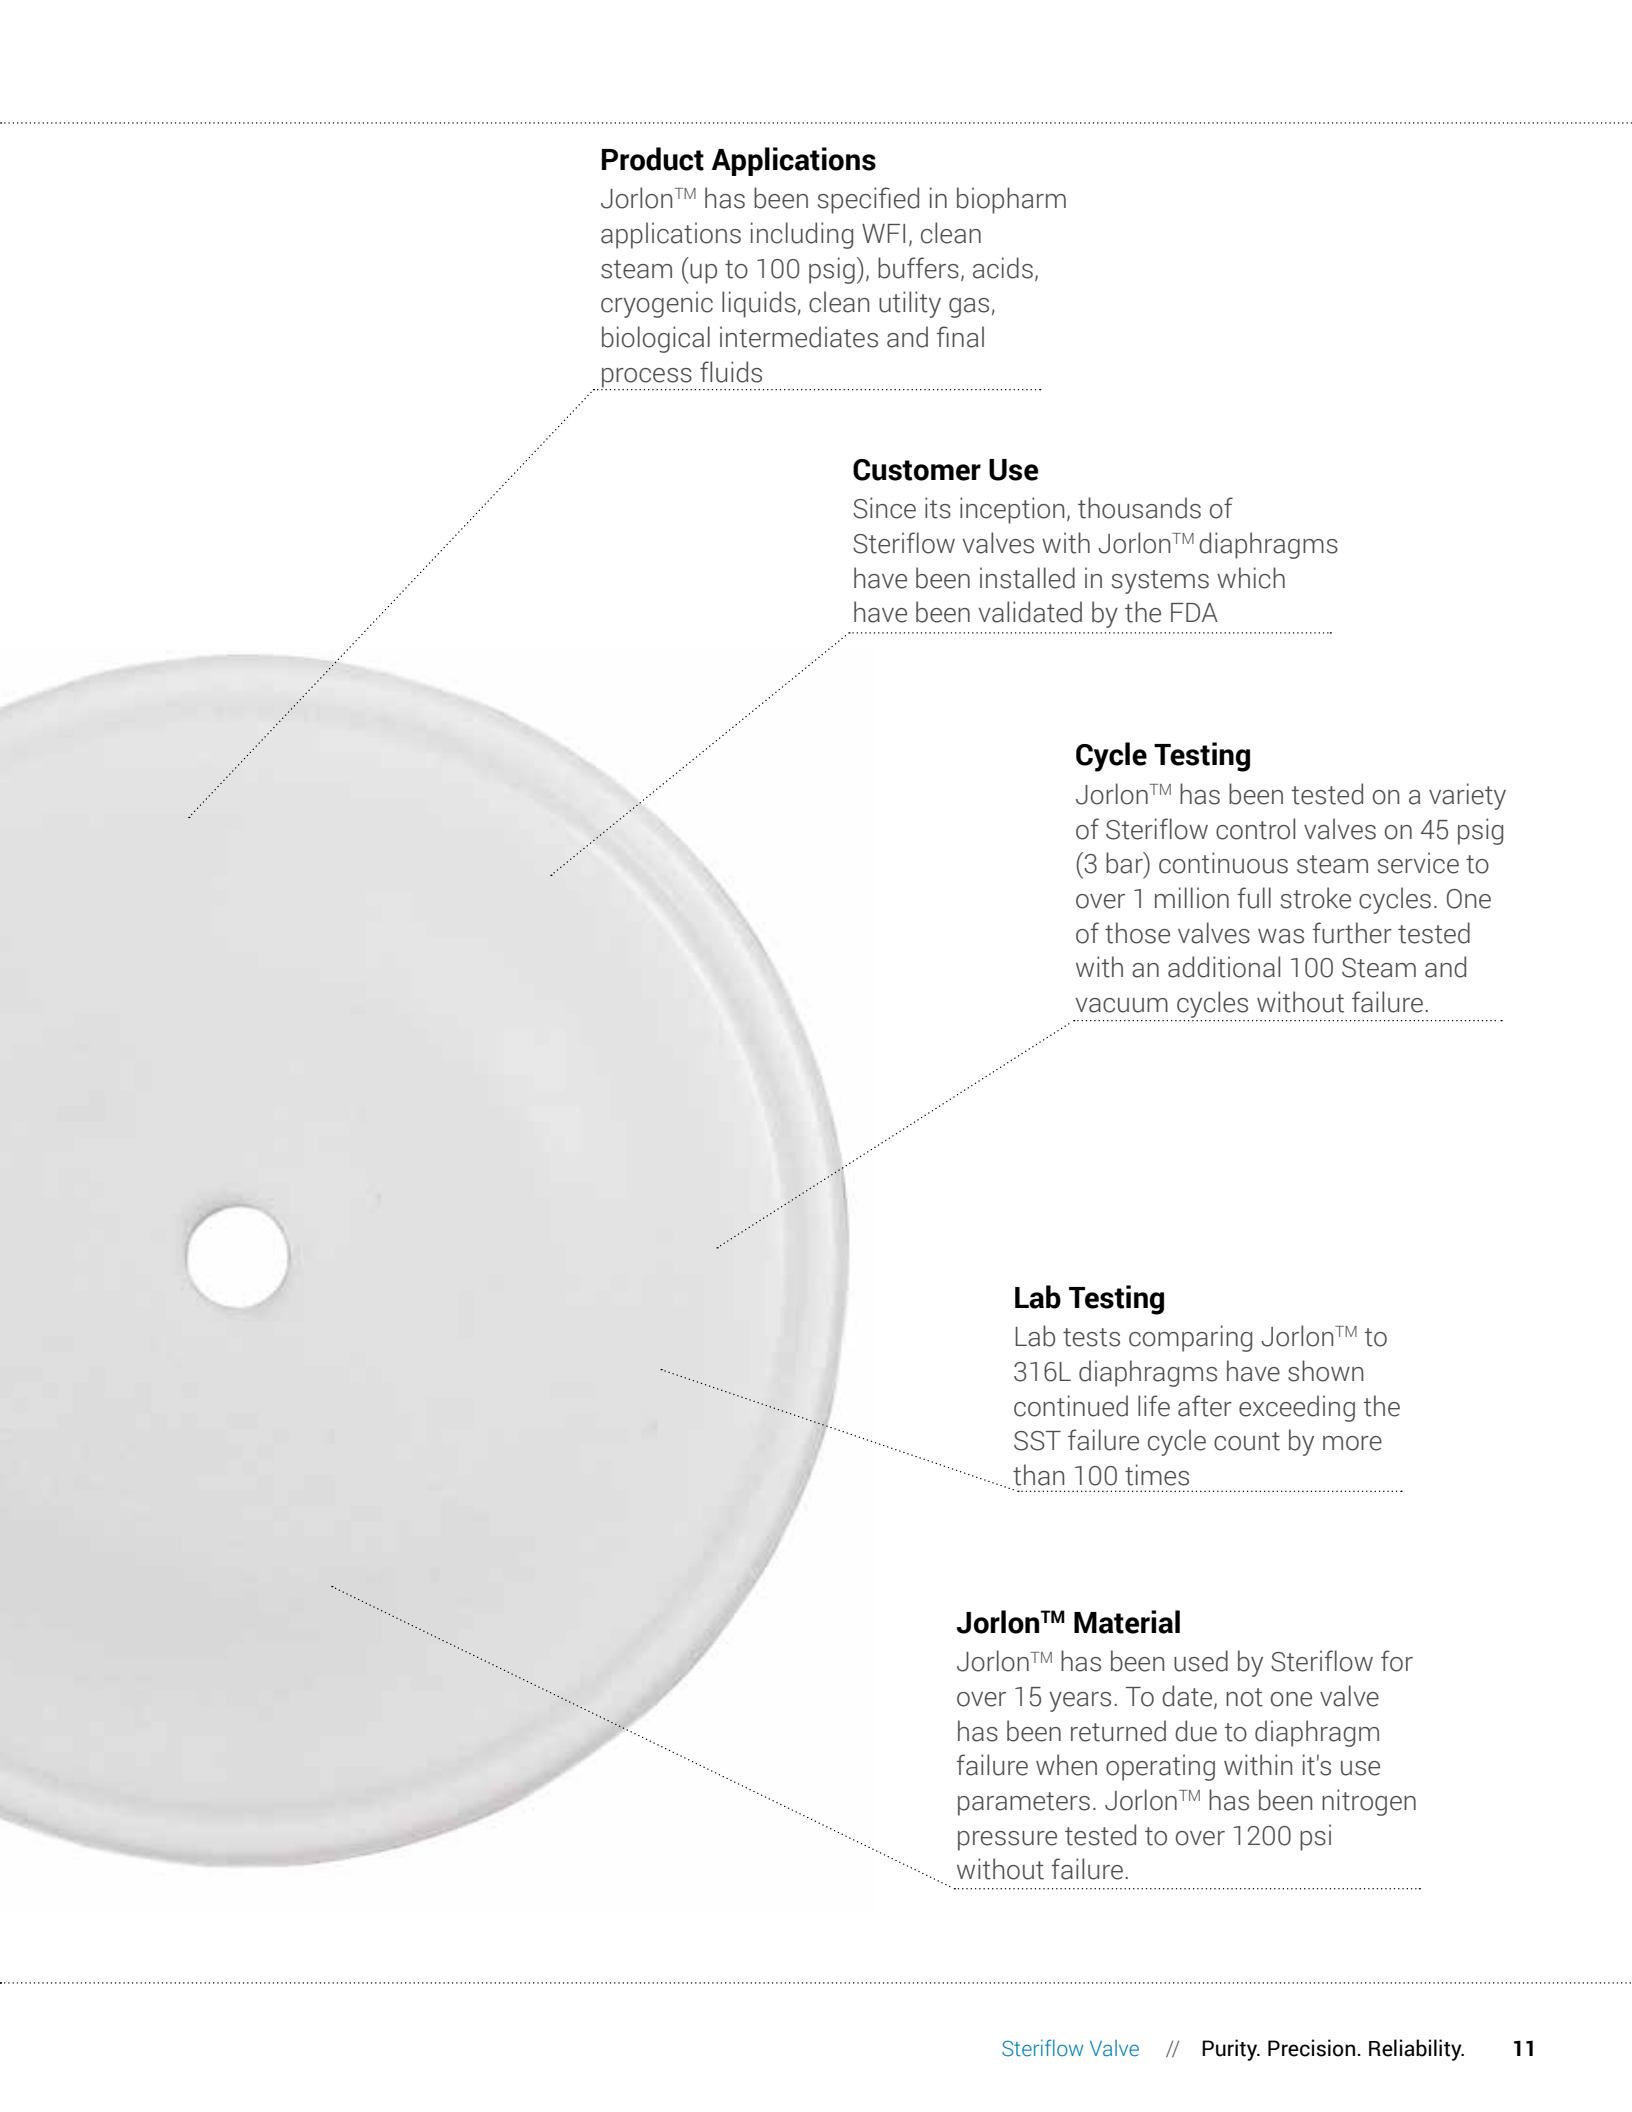 Product Applications
Jorlon™ has been specified in biopharm
applications including WFI, clean
steam (up to 100 psig), buffers, acids,
cryogenic liquids, clean utility gas,
biological intermediates and final
process fluids
Customer Use
Since its inception, thousands of
Steriflow valves with Jorlon™ diaphragms
have been installed in systems which
have been validated by the FDA
Cycle Testing
Jorlon™ has been tested on a variety
of Steriflow control valves on 45 psig
(3 bar) continuous steam service to
over 1 million full stroke cycles. One
of those valves was further tested
with an additional 100 Steam and
vacuum cycles without failure.
Lab Testing
Lab tests comparing Jorlon™ to
316L diaphragms have shown
continued life after exceeding the
SST failure cycle count by more
than 100 times
Jorlon™ Material
Jorlon™ has been used by Steriflow for
over 15 years. To date, not one valve
has been returned due to diaphragm
failure when operating within it's use
parameters. Jorlon™ has been nitrogen
pressure tested to over 1200 psi
without failure.
Steriflow Valve // Purity. Precision. Reliability. 11